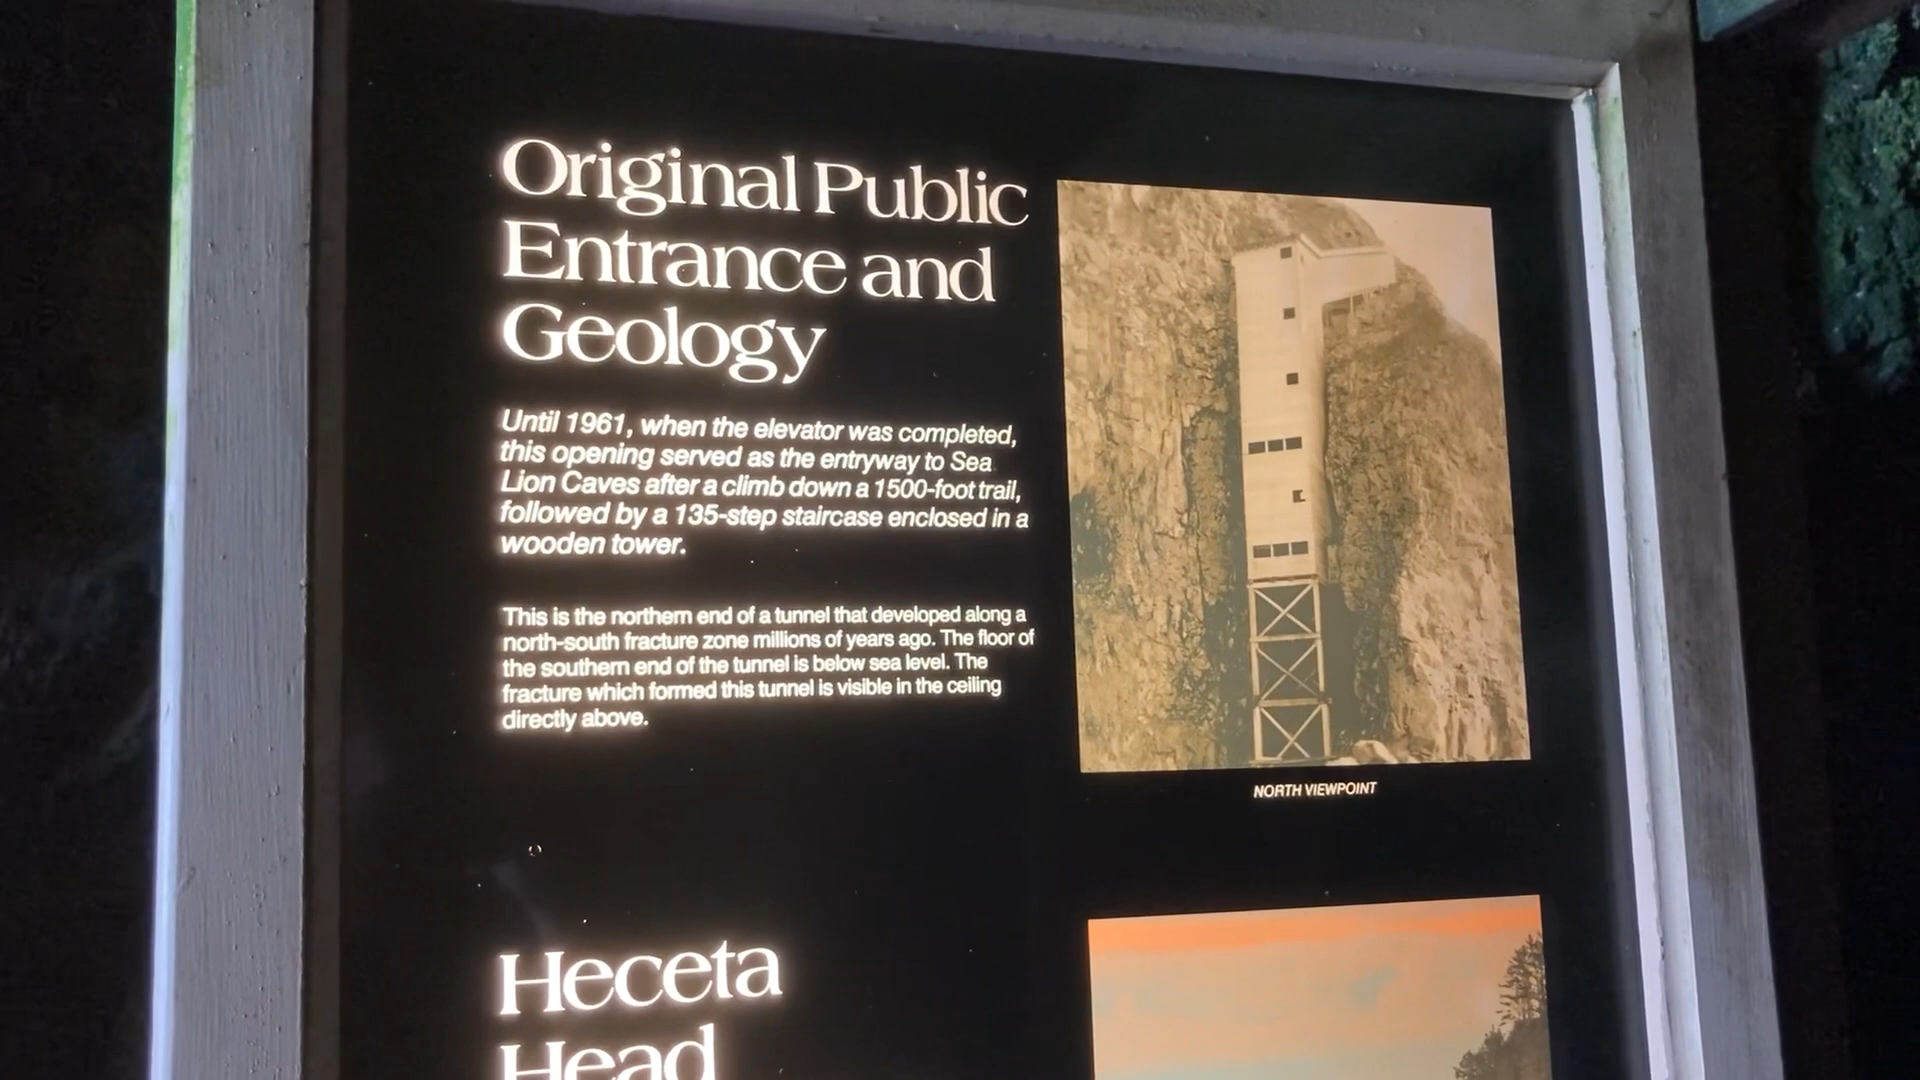 Original Public
Entrance and
Geology
Until 1961, when the elevator was completed,
this opening served as the entryway to Sea
Lion Caves after a climb down a 1500-foot trail,
followed by a 135-step staircase enclosed in a
wooden tower.
This is the northern end of a tunnel that developed along a
north-south fracture zone millions of years ago. The floor of
the southern end of the tunnel is below sea level. The
fracture which formed this tunnel is visible in the ceiling
directly above.
NORTH VIEWPOINT
Heceta
Head